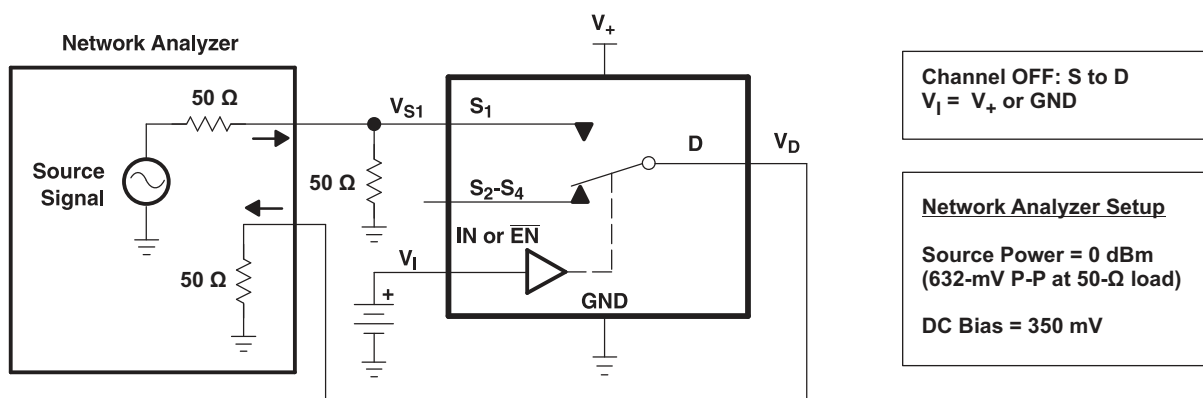 Network Analyzer
50 Ω
Source
Signal
50 Ω
V_S1
50 Ω
V_I
V_+
S_1
D
V_D
S_2-S_4
IN or E̅N̅
GND
+
Channel OFF: S to D
V_I = V_+ or GND
Network Analyzer Setup
Source Power = 0 dBm
(632-mV P-P at 50-Ω load)
DC Bias = 350 mV